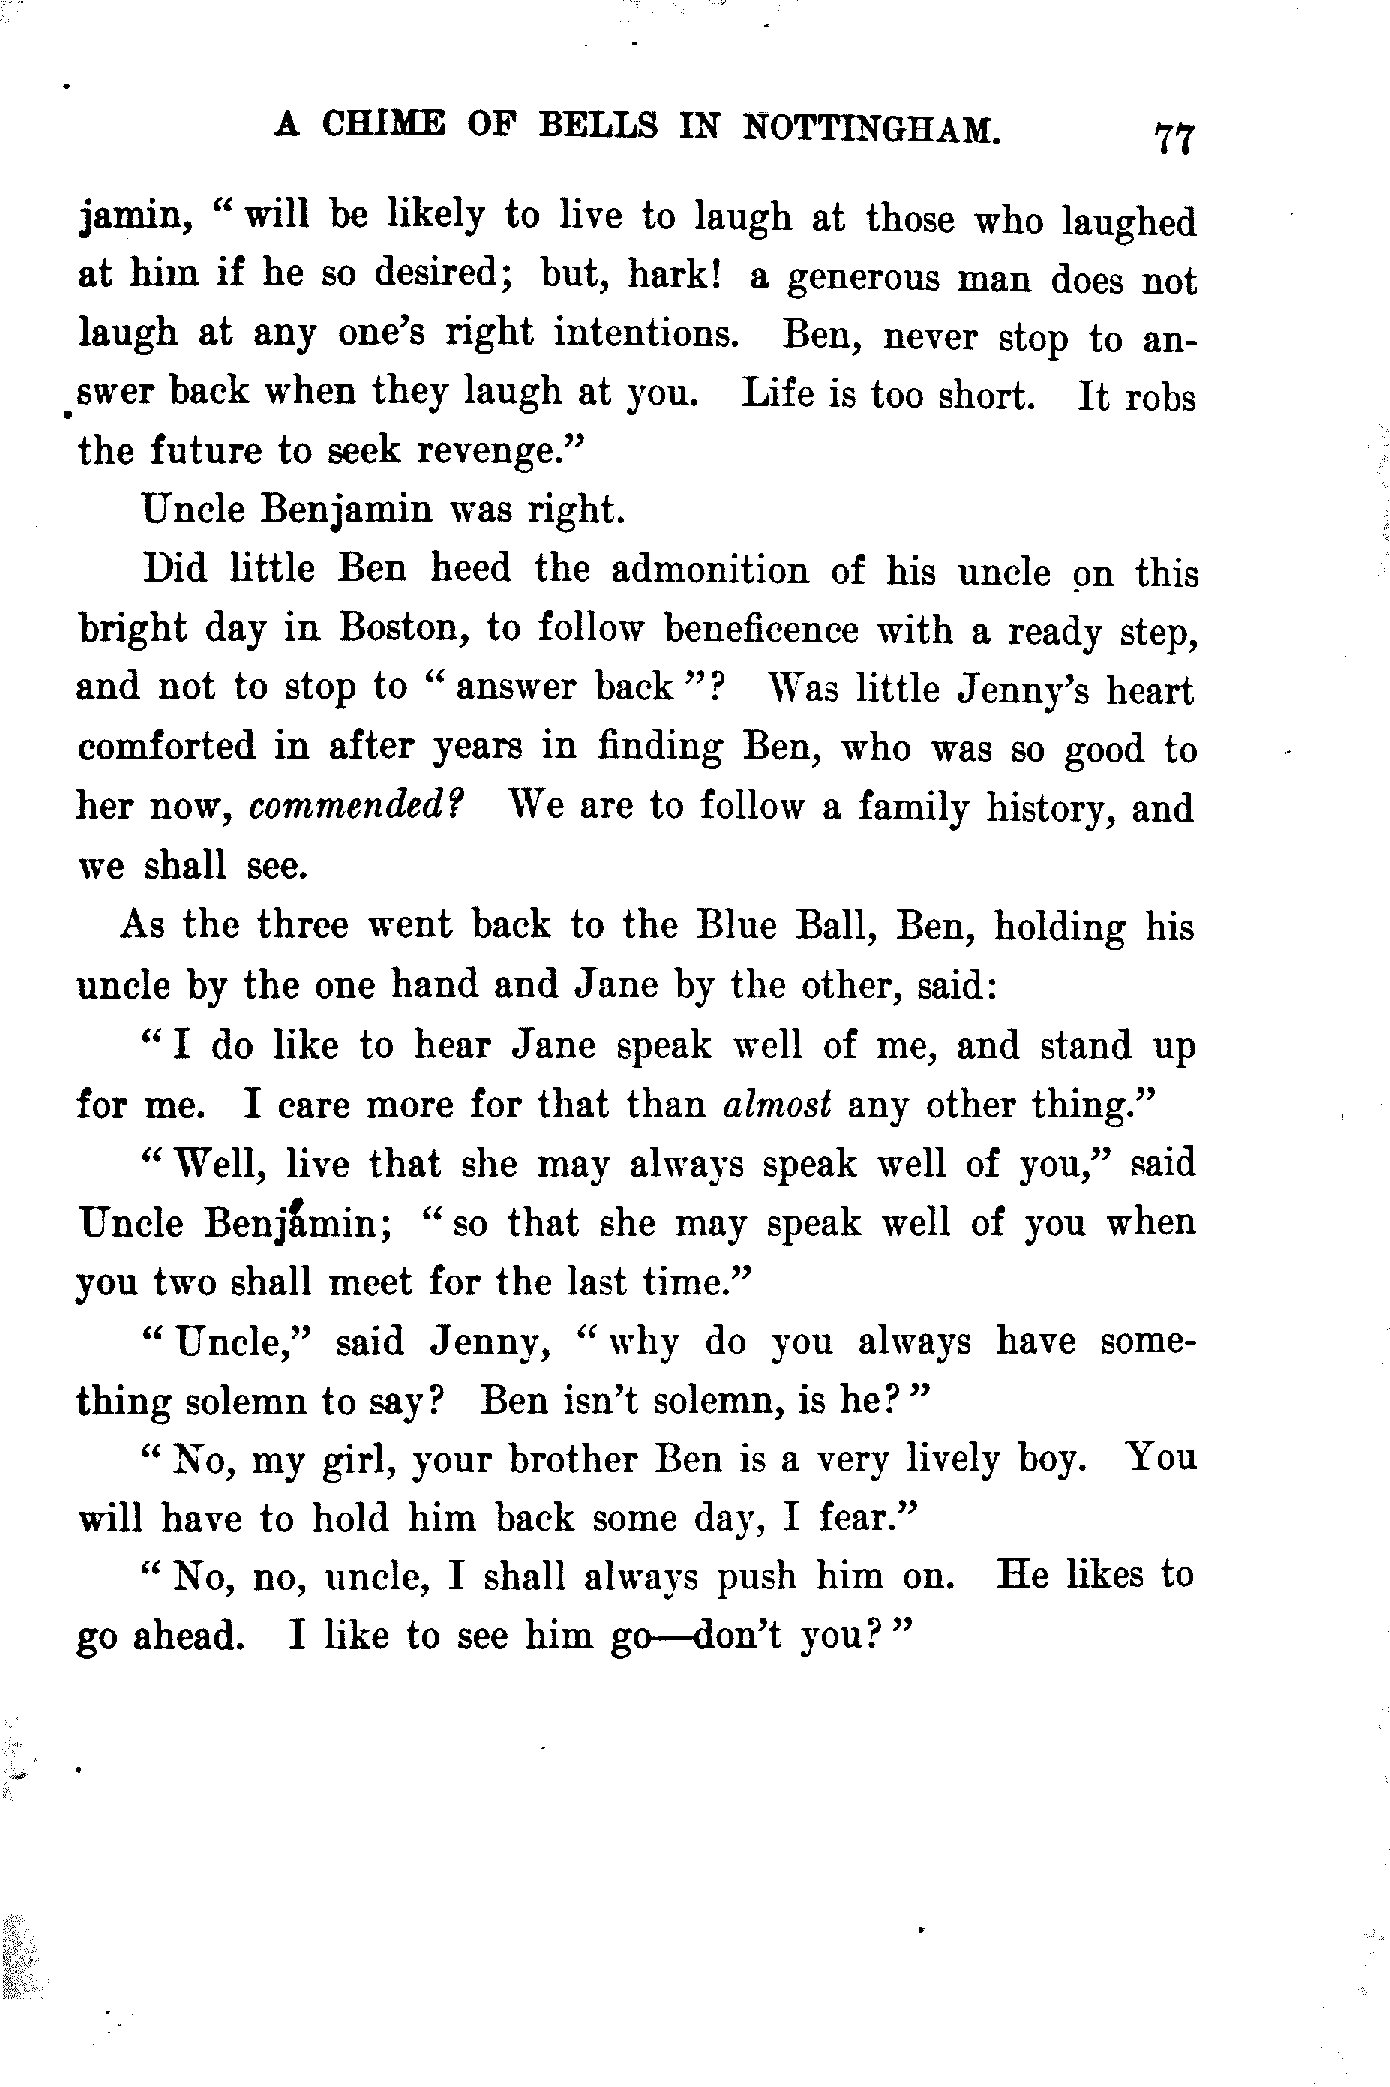 A CHIME OF BELLS IN NOTTINGHAM. 77
jamin, “ will be likely to live to laugh at those who laughed
at him if he so desired; but, hark! a generous man does not
laugh at any one’s right intentions. Ben, never stop to an-
swer back when they laugh at you. Life is too short. It robs
the future to seek revenge.”
Uncle Benjamin was right.
Did little Ben heed the admonition of his uncle on this
bright day in Boston, to follow beneficence with a ready step,
and not to stop to “ answer back ”? Was little Jenny’s heart
comforted in after years in finding Ben, who was so good to
her now, commended? We are to follow a family history, and
we shall see.
As the three went back to the Blue Ball, Ben, holding his
uncle by the one hand and Jane by the other, said:
“ I do like to hear Jane speak well of me, and stand up
for me. I care more for that than almost any other thing.”
“ Well, live that she may always speak well of you,” said
Uncle Benjamin; “ so that she may speak well of you when
you two shall meet for the last time.”
“ Uncle,” said Jenny, “ why do you always have some-
thing solemn to say? Ben isn’t solemn, is he? ”
“ No, my girl, your brother Ben is a very lively boy. You
will have to hold him back some day, I fear.”
“ No, no, uncle, I shall always push him on. He likes to
go ahead. I like to see him go—don’t you? ”